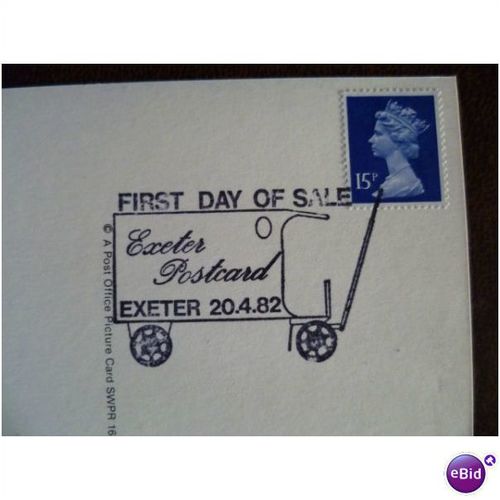 15P
FIRST DAY OF SALE
Exeter
Postcard
EXETER 20.4.82
© A Post Office Picture Card SWPR 16
eBid